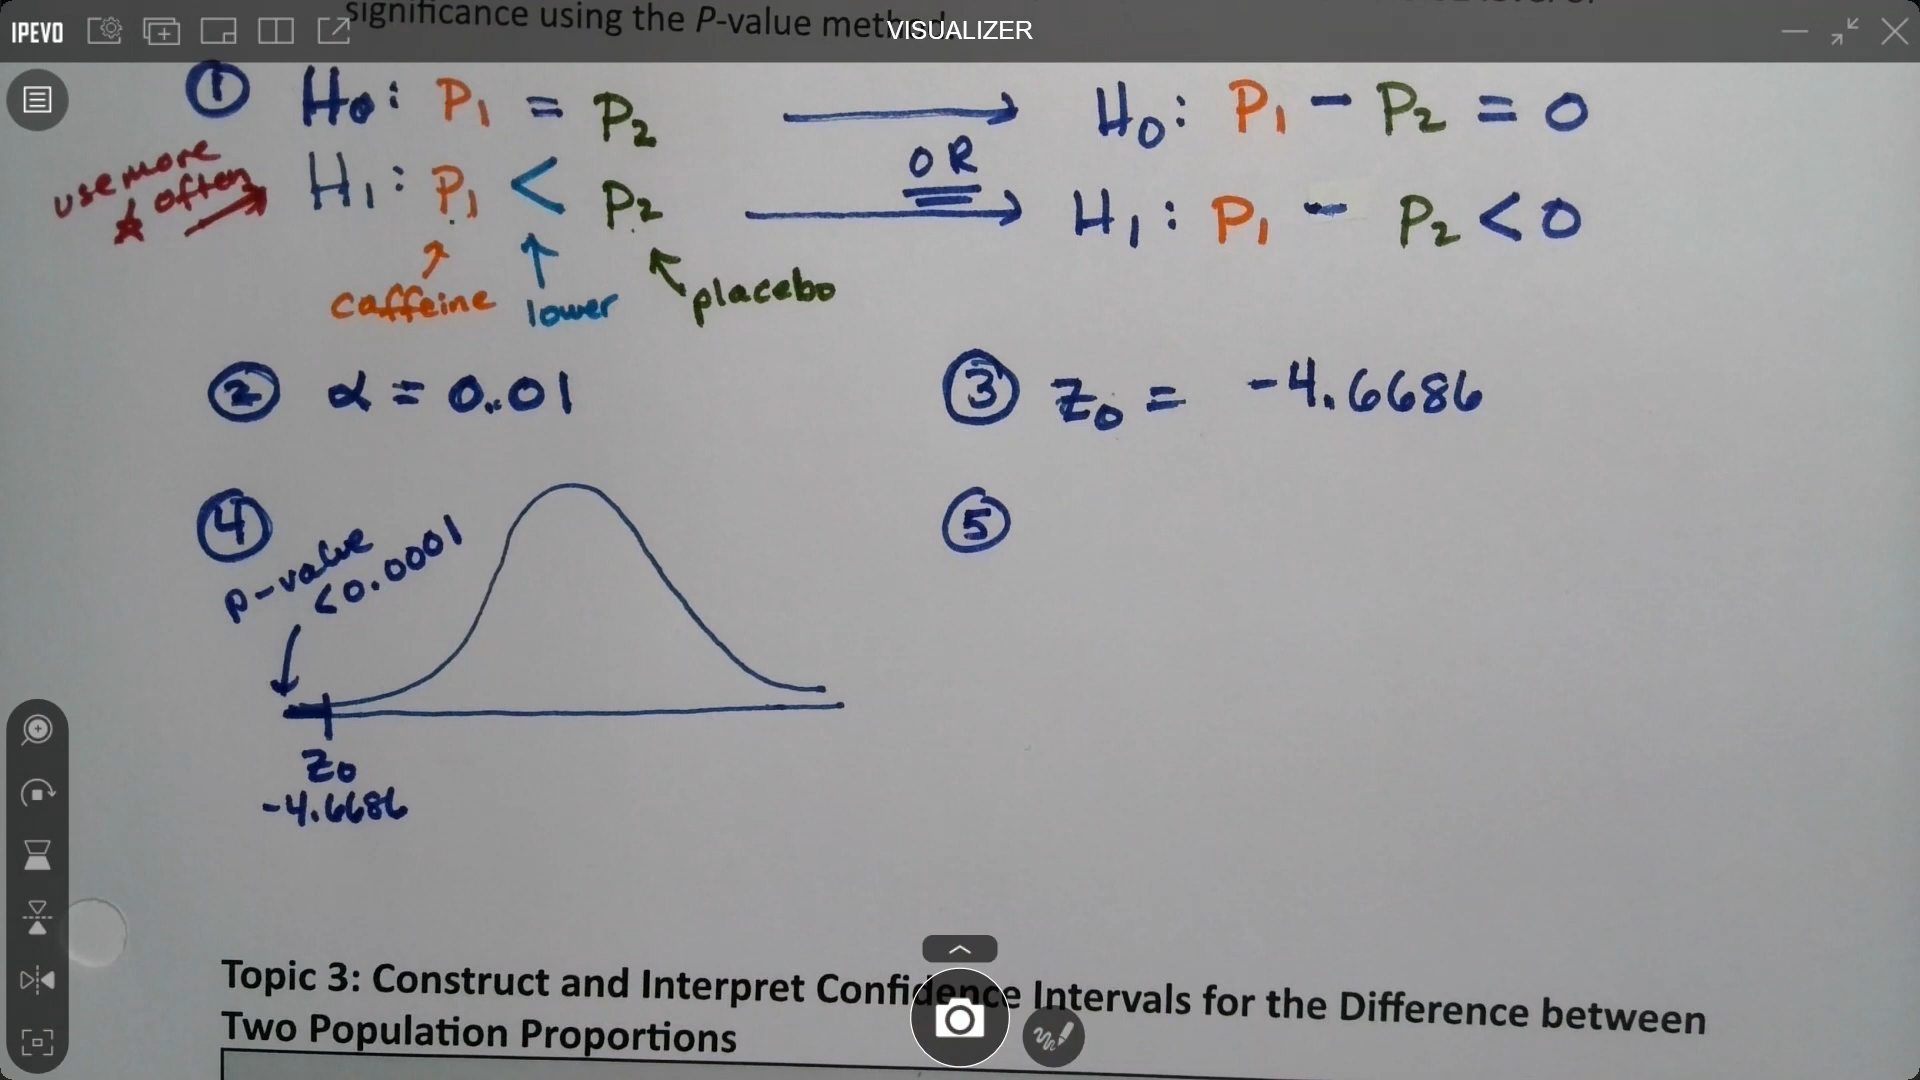 IPEVO
VISUALIZER
significance using the P-value method
① H₀: P₁ = P₂
H₀: P₁ - P₂ = 0
OR
use more
★ often
H₁: P₁ < P₂
H₁: P₁ - P₂ < 0
caffeine
lower
placebo
② α = 0.01
③ Z₀ = -4.6686
④
p-value
<0.0001
Z₀
-4.6686
⑤
Topic 3: Construct and Interpret Confidence Intervals for the Difference between
Two Population Proportions